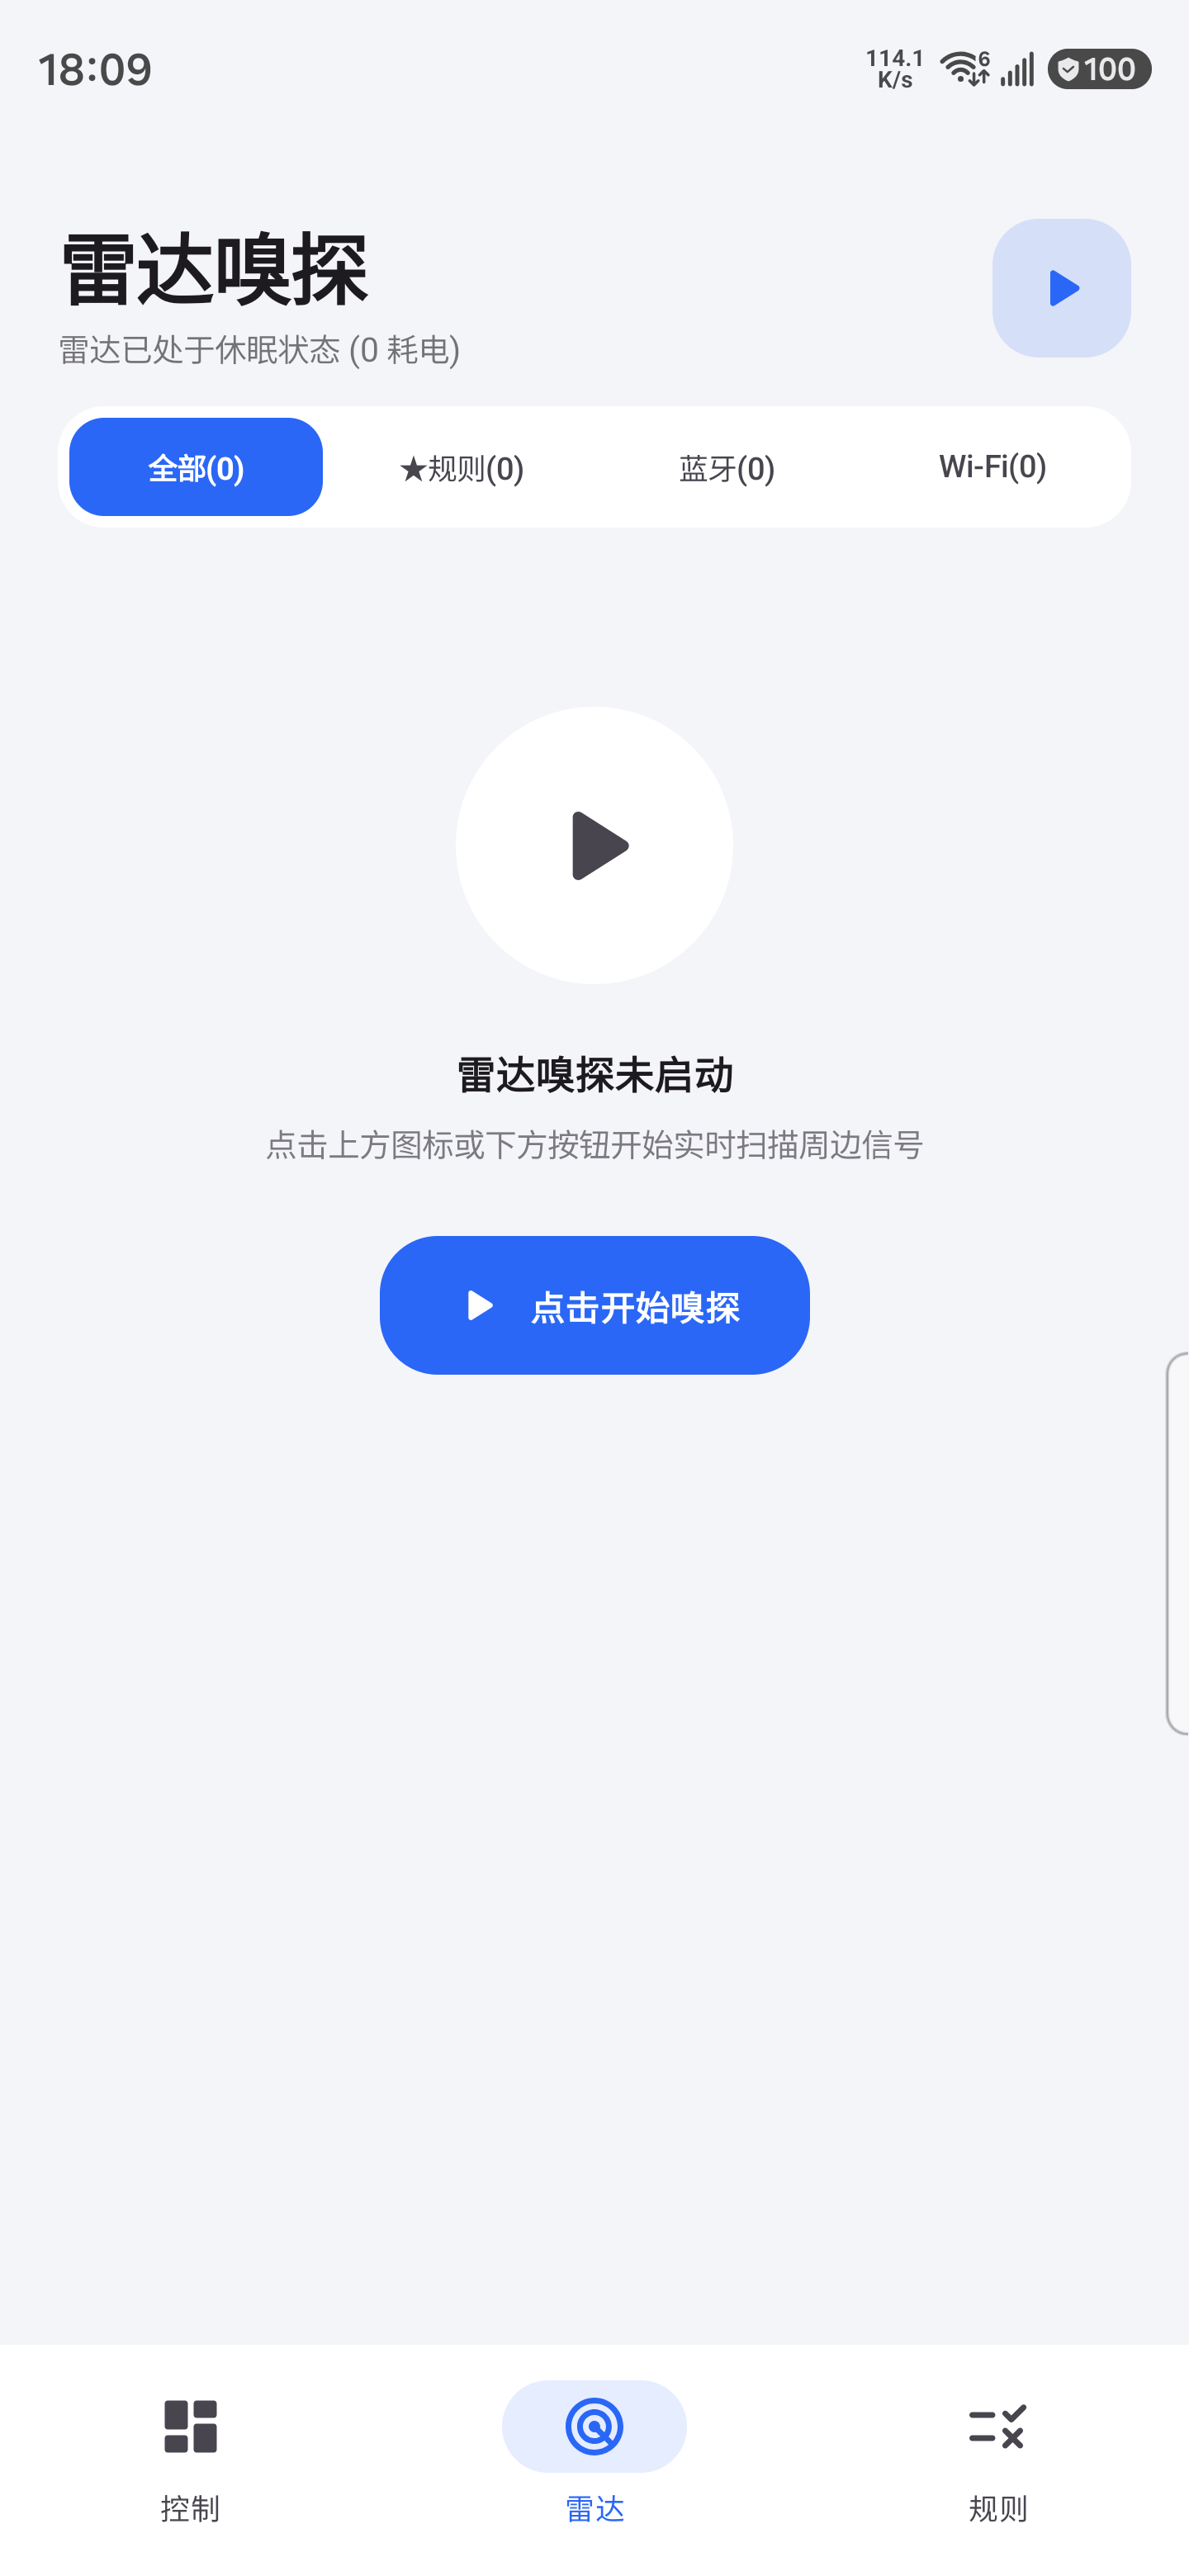 18:09
114.1
K/s
6
100
雷达嗅探
雷达已处于休眠状态 (0 耗电)
全部(0)
★规则(0)
蓝牙(0)
Wi-Fi(0)
雷达嗅探未启动
点击上方图标或下方按钮开始实时扫描周边信号
点击开始嗅探
控制
雷达
规则